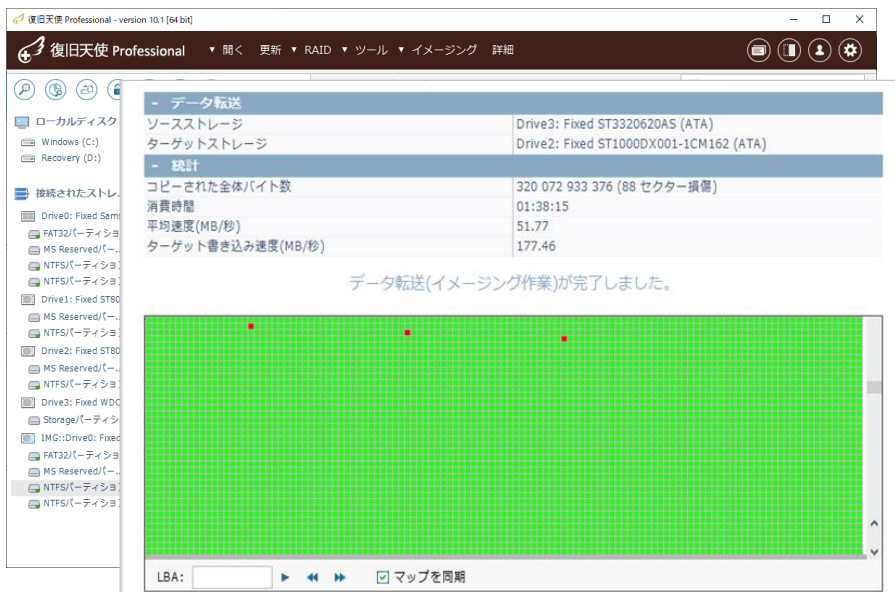 復旧天使 Professional - version 10.1 [64 bit]
復旧天使 Professional
▼ 開く 更新 ▼ RAID ▼ ツール ▼ イメージング 詳細
ローカルディスク
Windows (C:)
Recovery (D:)
接続されたストレ..
Drive0: Fixed Sam
FAT32パーティショ
MS Reservedパー..
NTFSパーティショ
NTFSパーティショ
Drive1: Fixed ST80
MS Reservedパー..
NTFSパーティショ
Drive2: Fixed ST80
MS Reservedパー..
NTFSパーティショ
Drive3: Fixed WDC
Storageパーティシ
IMG::Drive0: Fixed
FAT32パーティショ
MS Reservedパー..
NTFSパーティショ
NTFSパーティショ
- データ転送
ソースストレージ Drive3: Fixed ST3320620AS (ATA)
ターゲットストレージ Drive2: Fixed ST1000DX001-1CM162 (ATA)
- 統計
コピーされた全体バイト数 320 072 933 376 (88 セクター損傷)
消費時間 01:38:15
平均速度(MB/秒) 51.77
ターゲット書き込み速度(MB/秒) 177.46
データ転送(イメージング作業)が完了しました。
LBA: マップを同期